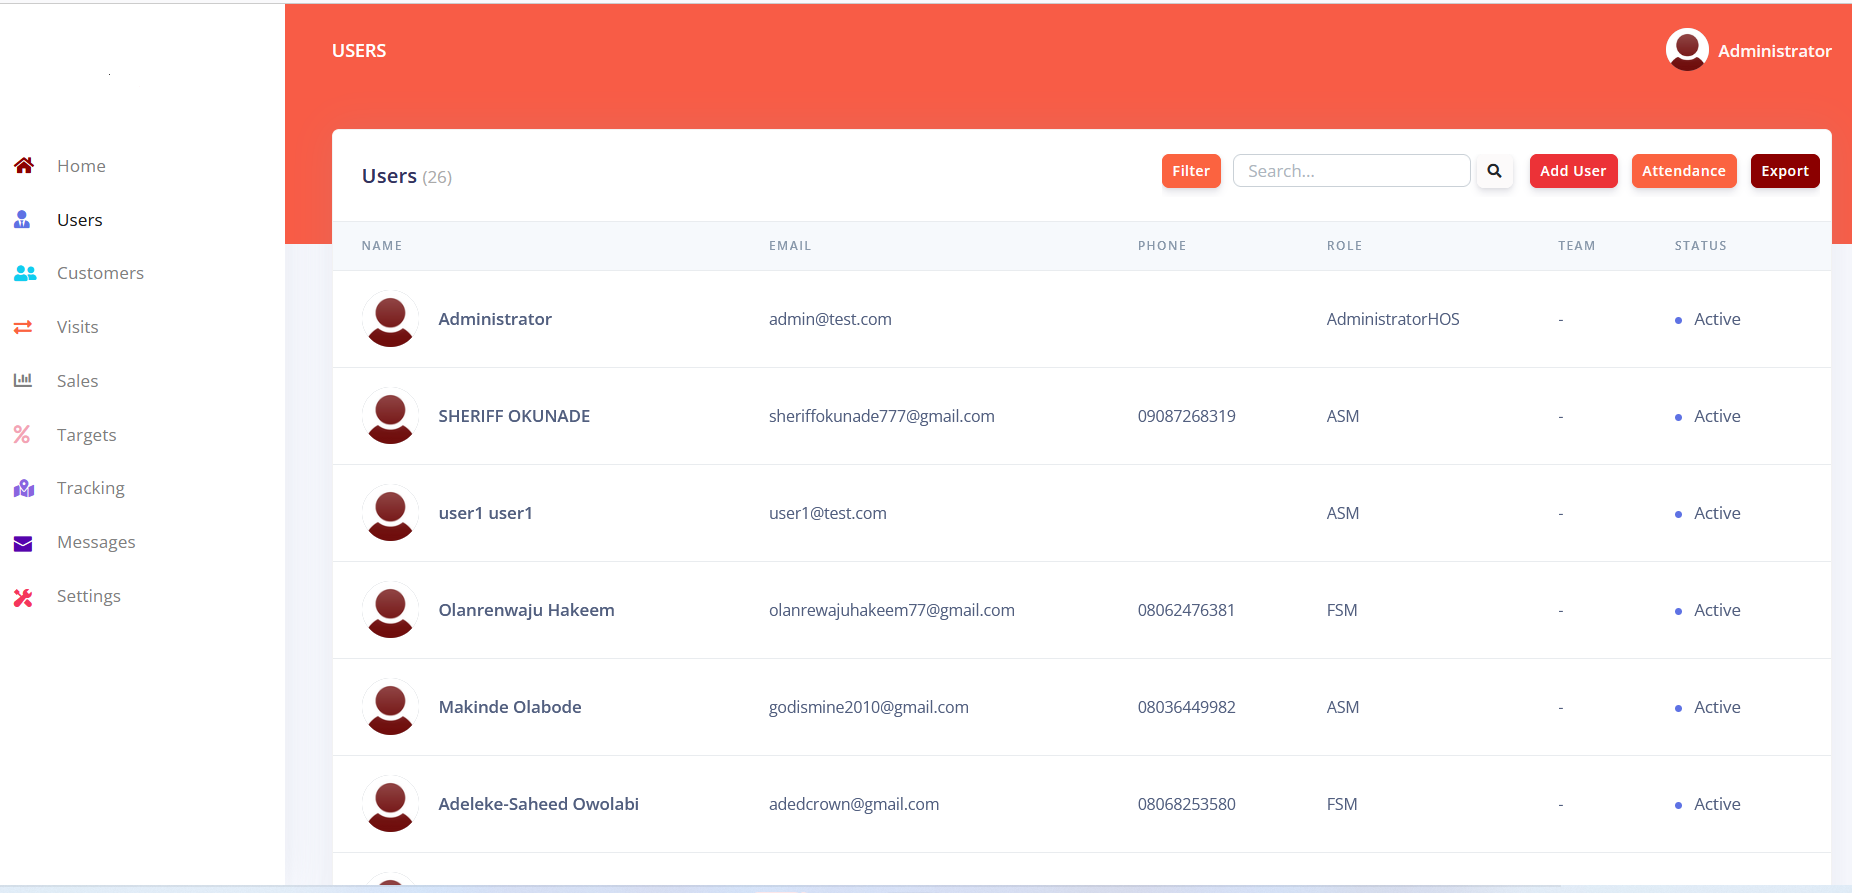 USERS
Administrator
Home
Users
Customers
Visits
Sales
Targets
Tracking
Messages
Settings
Users (26)
Filter Search... Add User Attendance Export
NAME EMAIL PHONE ROLE TEAM STATUS
Administrator admin@test.com AdministratorHOS - Active
SHERIFF OKUNADE sheriffokunade777@gmail.com 09087268319 ASM - Active
user1 user1 user1@test.com ASM - Active
Olanrenwaju Hakeem olanrewajuhakeem77@gmail.com 08062476381 FSM - Active
Makinde Olabode godismine2010@gmail.com 08036449982 ASM - Active
Adeleke-Saheed Owolabi adedcrown@gmail.com 08068253580 FSM - Active